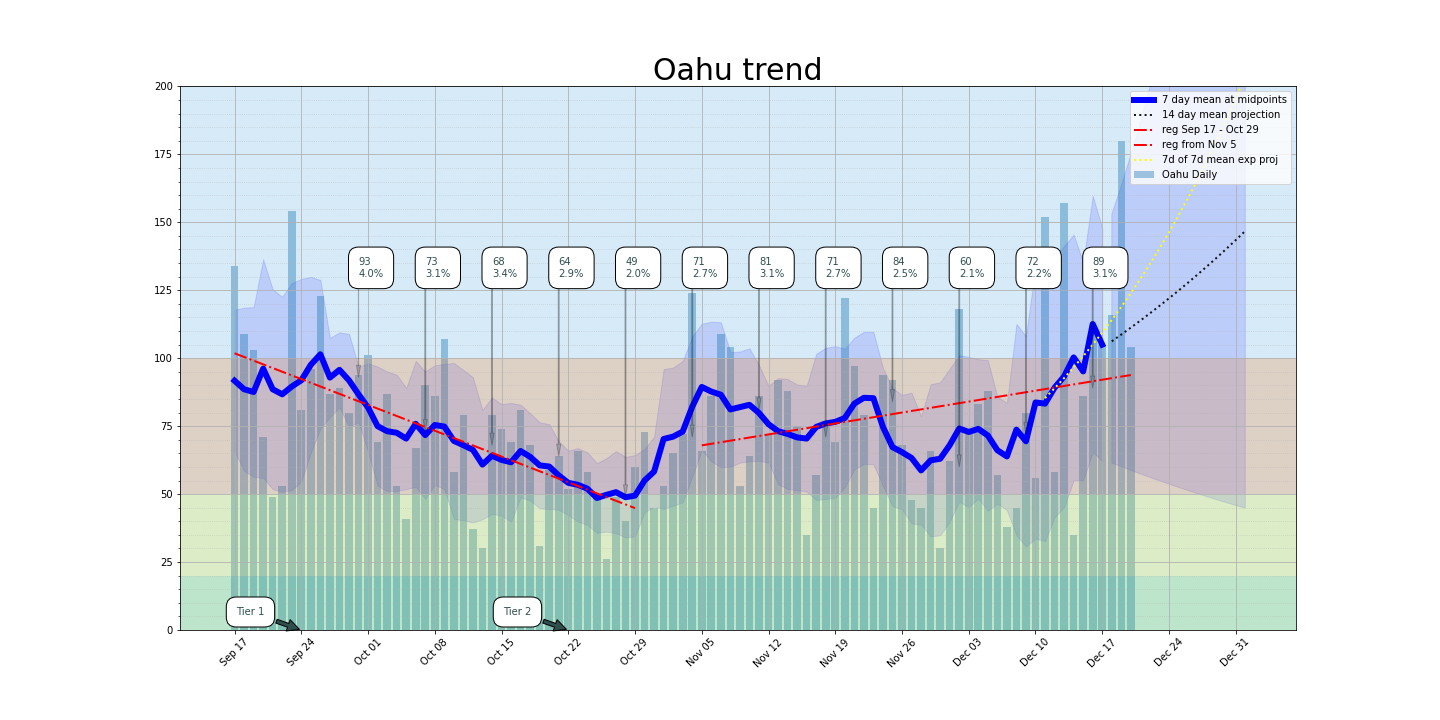 Oahu trend
200
175
150
125
100
75
50
25
0
7 day mean at midpoints
14 day mean projection
reg Sep 17 - Oct 29
reg from Nov 5
7d of 7d mean exp proj
Oahu Daily
93
4.0%
73
3.1%
68
3.4%
64
2.9%
49
2.0%
71
2.7%
81
3.1%
71
2.7%
84
2.5%
60
2.1%
72
2.2%
89
3.1%
Tier 1
Tier 2
Sep 17
Sep 24
Oct 01
Oct 08
Oct 15
Oct 22
Oct 29
Nov 05
Nov 12
Nov 19
Nov 26
Dec 03
Dec 10
Dec 17
Dec 24
Dec 31